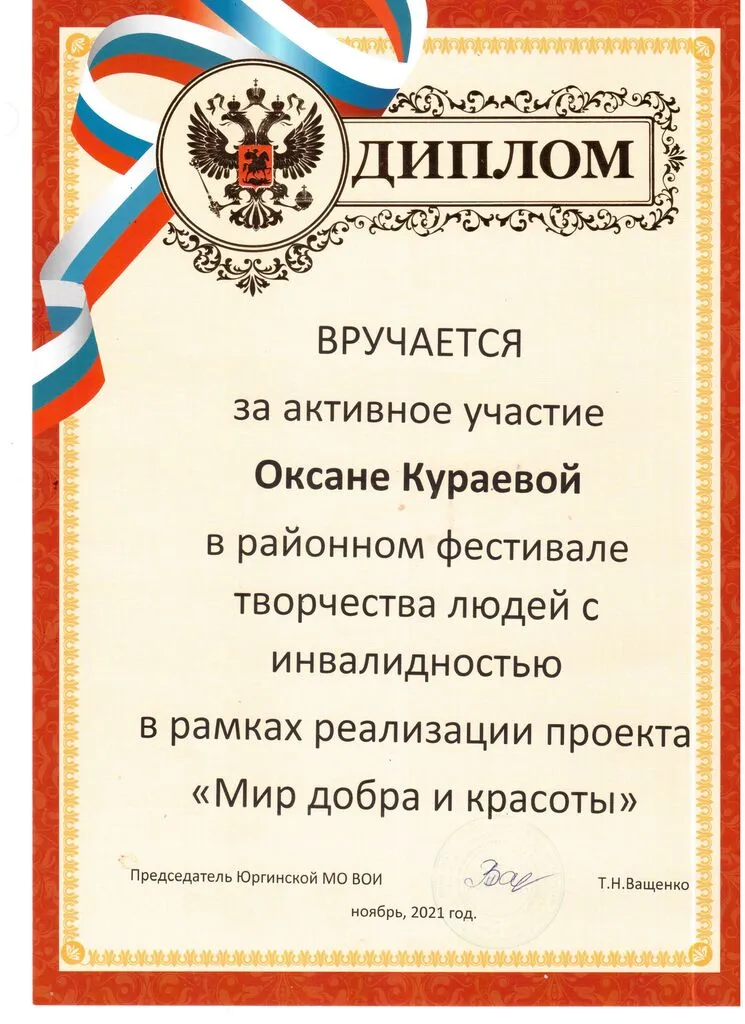 ДИПЛОМ
ВРУЧАЕТСЯ
за активное участие
Оксане Кураевой
в районном фестивале
творчества людей с
инвалидностью
в рамках реализации проекта
«Мир добра и красоты»
Председатель Юргинской МО ВОИ
Т.Н.Ващенко
ноябрь, 2021 год.